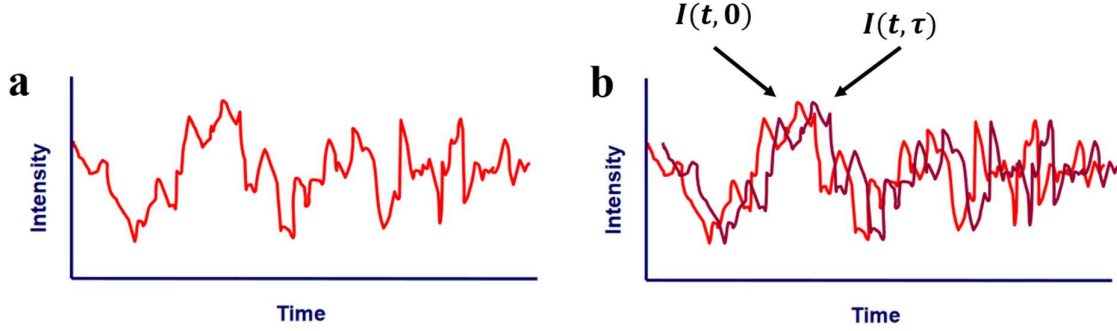 a
Intensity
Time
b
I(t, 0)
I(t, τ)
Intensity
Time